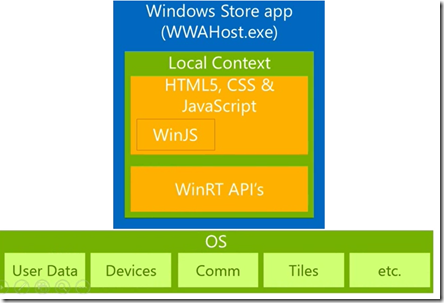 Windows Store app
(WWAHost.exe)
Local Context
HTML5, CSS &
JavaScript
WinJS
WinRT API's
OS
User Data
Devices
Comm
Tiles
etc.